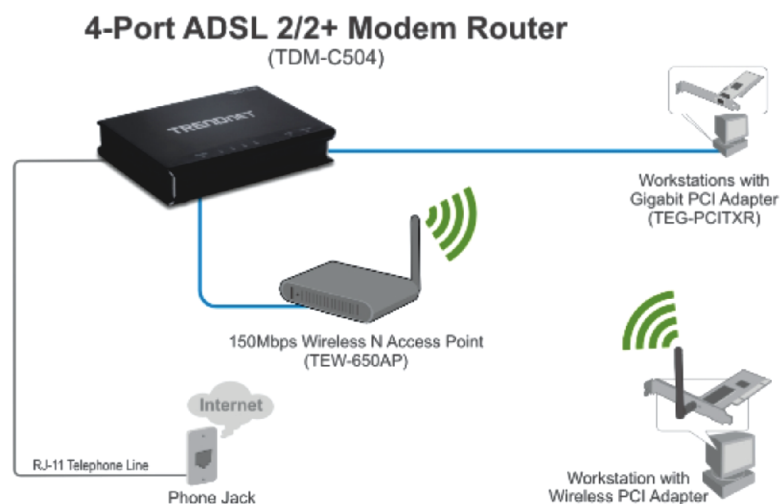 4-Port ADSL 2/2+ Modem Router
(TDM-C504)
TRENDNET
Workstations with
Gigabit PCI Adapter
(TEG-PCITXR)
150Mbps Wireless N Access Point
(TEW-650AP)
Internet
RJ-11 Telephone Line
Phone Jack
Workstation with
Wireless PCI Adapter